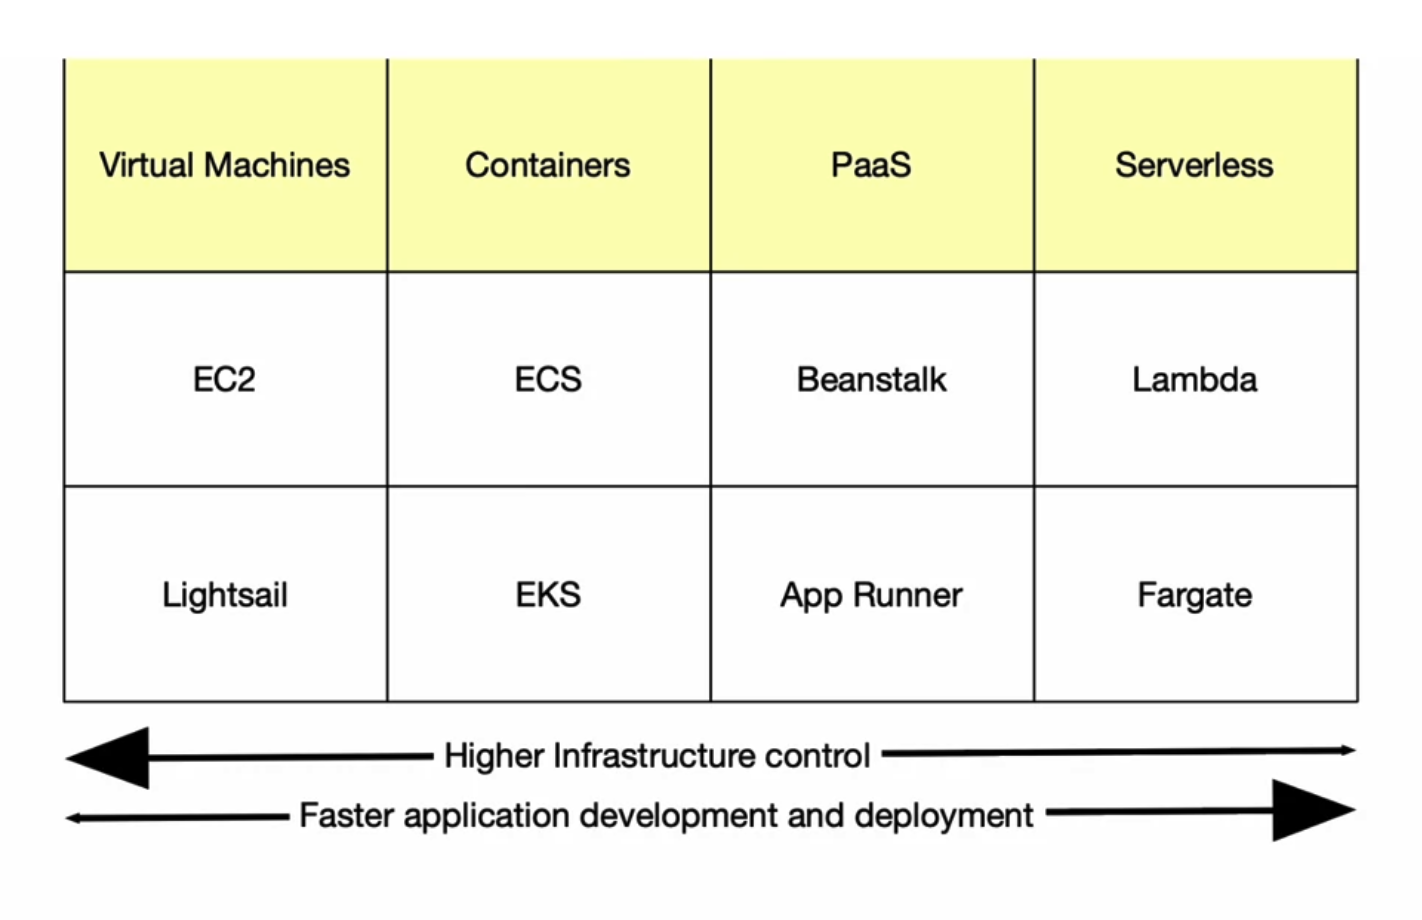 Virtual Machines Containers PaaS Serverless
EC2 ECS Beanstalk Lambda
Lightsail EKS App Runner Fargate
Higher Infrastructure control
Faster application development and deployment